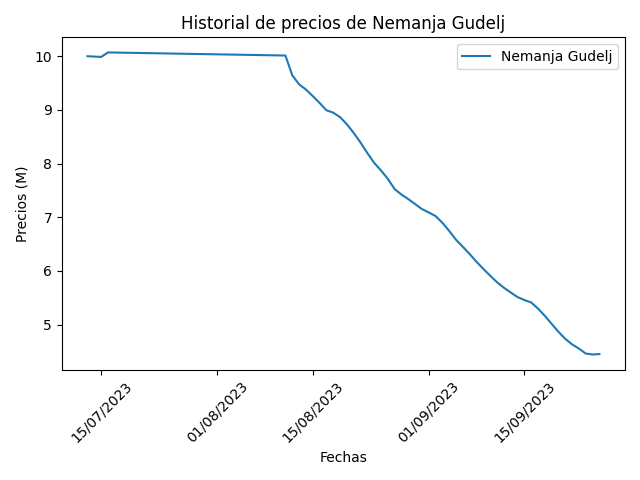 Historial de precios de Nemanja Gudelj
Nemanja Gudelj
Precios (M)
10
9
8
7
6
5
15/07/2023
01/08/2023
15/08/2023
01/09/2023
15/09/2023
Fechas